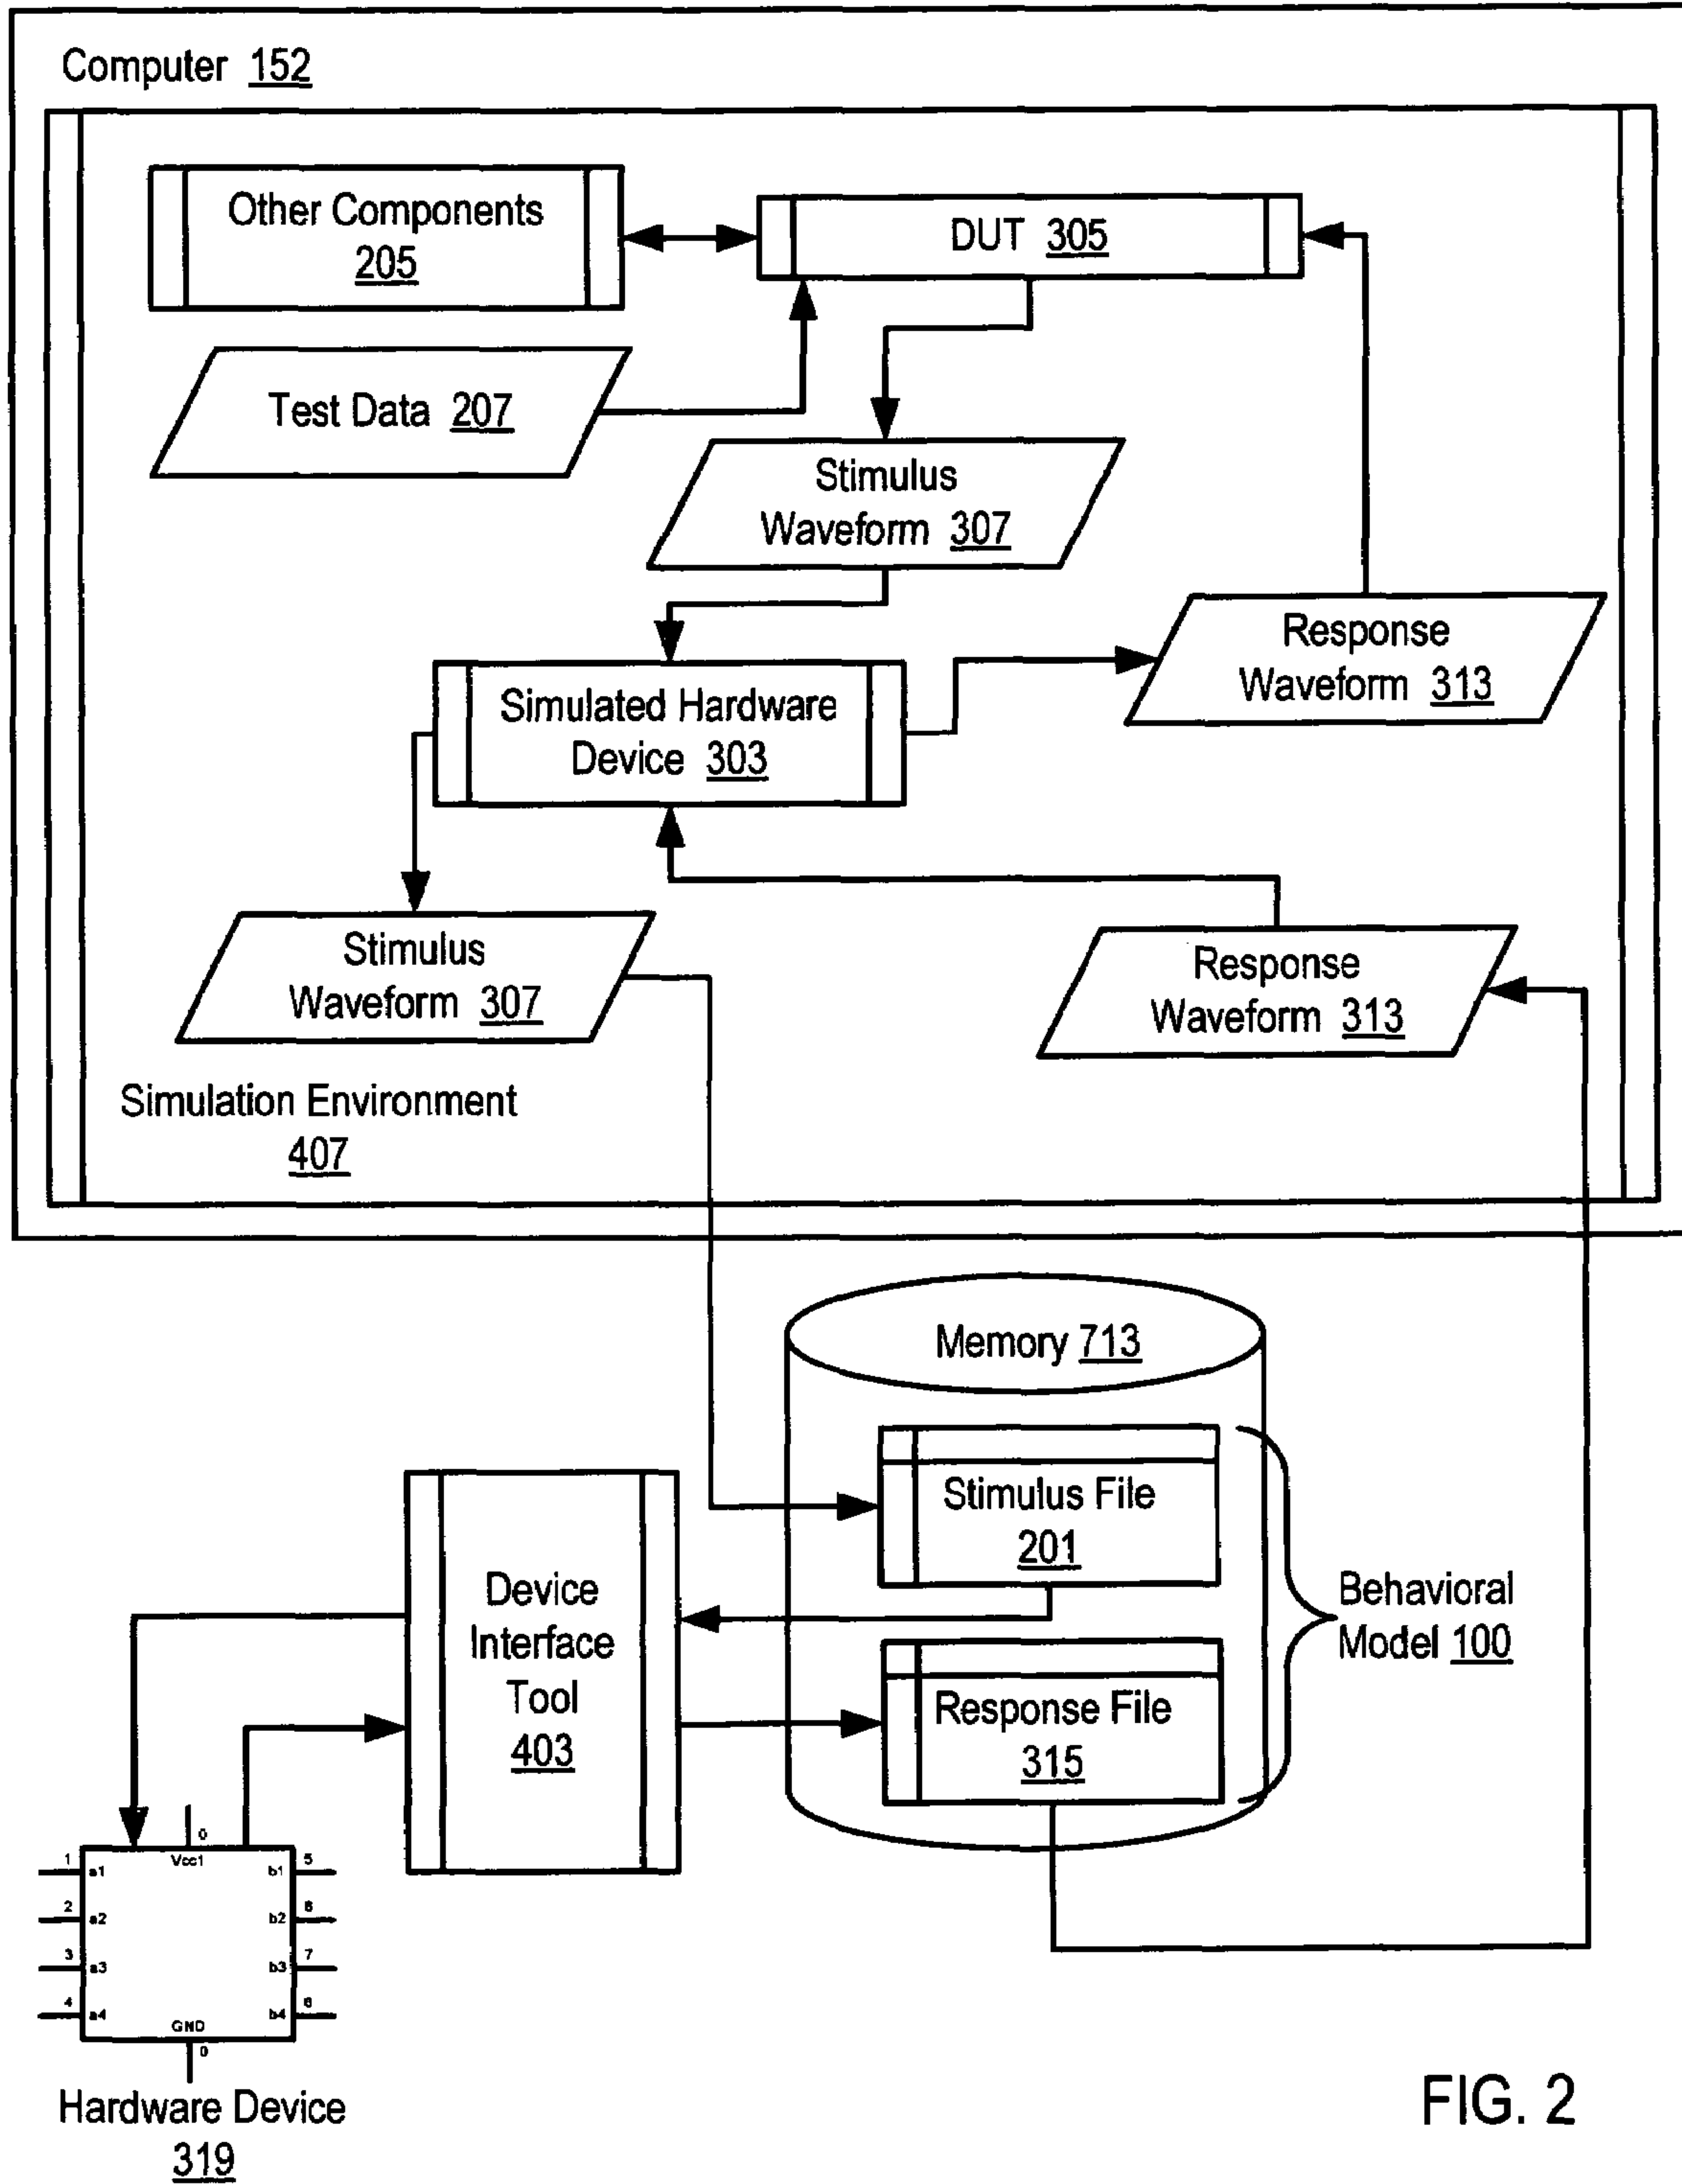 Computer 152
Other Components
205
DUT 305
Test Data 207
Stimulus
Waveform 307
Response
Waveform 313
Simulated Hardware
Device 303
Stimulus
Waveform 307
Response
Waveform 313
Simulation Environment
407
Memory 713
Stimulus File
201
Device
Interface
Tool
403
Behavioral
Model 100
Response File
315
0
Vcc1
1 a1 b1 5
2 a2 b2 6
3 a3 b3 7
4 a4 b4
GND
0
Hardware Device
319
FIG. 2